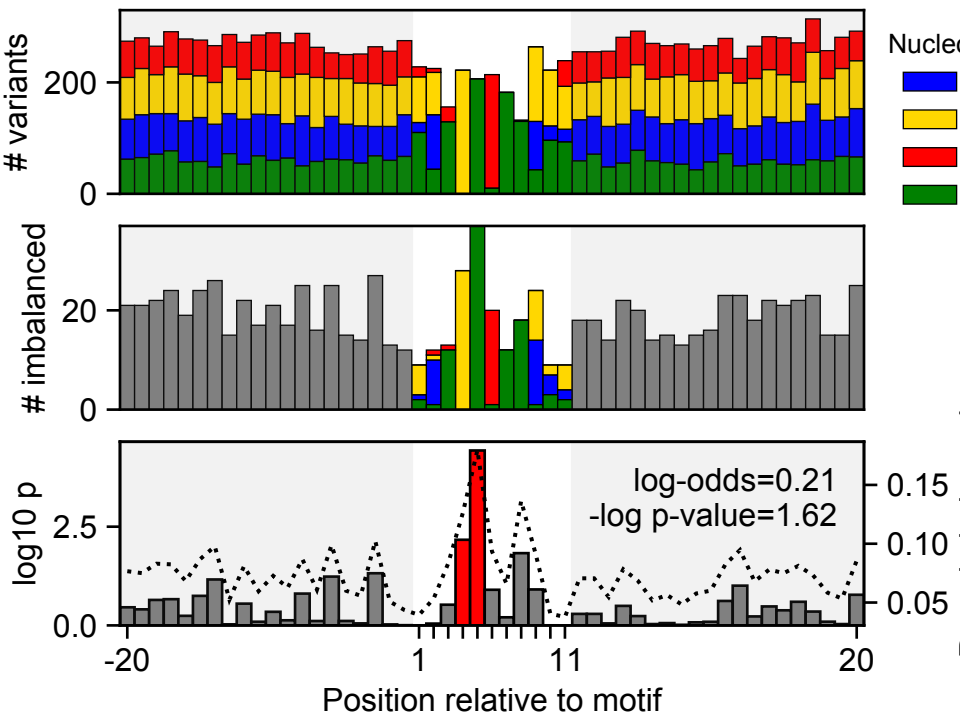 # variants
200
0
Nucleo
# imbalanced
20
0
log10 p
2.5
0.0
log-odds=0.21
-log p-value=1.62
0.15
0.10
0.05
-20
1
11
20
Position relative to motif